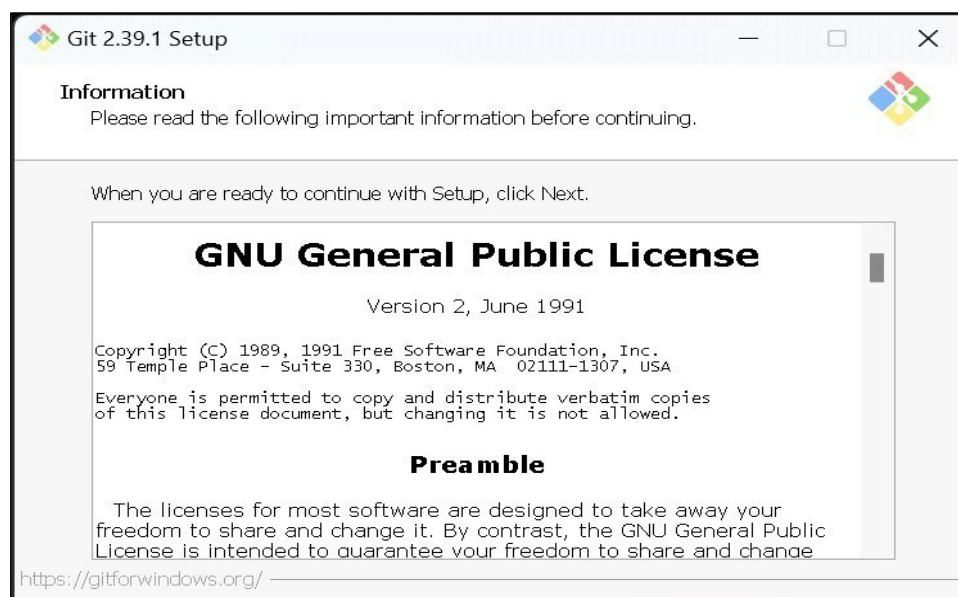 Git 2.39.1 Setup
Information
Please read the following important information before continuing.
When you are ready to continue with Setup, click Next.
GNU General Public License
Version 2, June 1991
Copyright (C) 1989, 1991 Free Software Foundation, Inc.
59 Temple Place - Suite 330, Boston, MA 02111-1307, USA
Everyone is permitted to copy and distribute verbatim copies
of this license document, but changing it is not allowed.
Preamble
The licenses for most software are designed to take away your
freedom to share and change it. By contrast, the GNU General Public
License is intended to guarantee your freedom to share and change
https://gitforwindows.org/